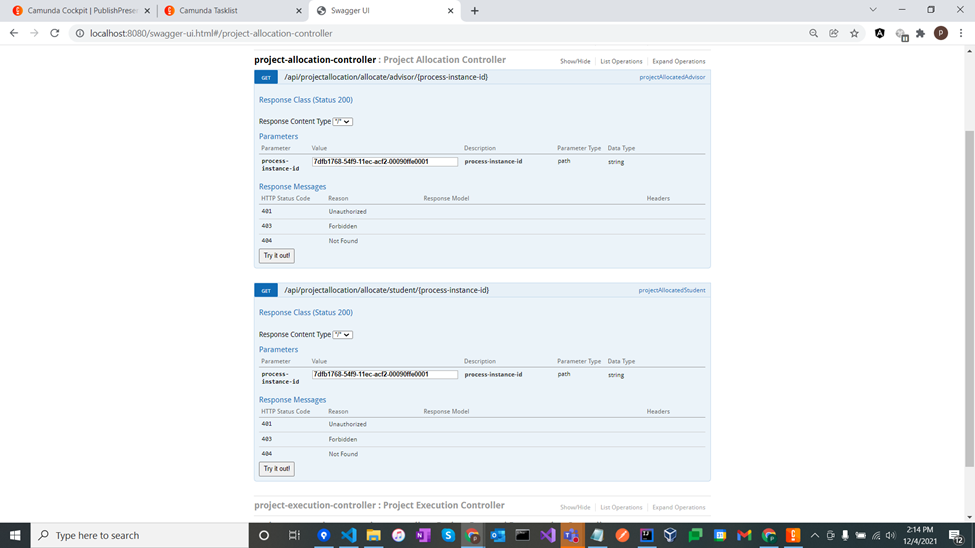 Camunda Cockpit | PublishPresen
Camunda Tasklist
Swagger UI
localhost:8080/swagger-ui.html#/project-allocation-controller
project-allocation-controller : Project Allocation Controller
Show/Hide List Operations Expand Operations
GET /api/projectallocation/allocate/advisor/{process-instance-id} projectAllocatedAdvisor
Response Class (Status 200)
Response Content Type */*
Parameters
Parameter Value Description Parameter Type Data Type
process-instance-id 7dfb1768-54f9-11ec-acf2-00090ffe0001 process-instance-id path string
Response Messages
HTTP Status Code Reason Response Model Headers
401 Unauthorized
403 Forbidden
404 Not Found
Try it out!
GET /api/projectallocation/allocate/student/{process-instance-id} projectAllocatedStudent
Response Class (Status 200)
Response Content Type */*
Parameters
Parameter Value Description Parameter Type Data Type
process-instance-id 7dfb1768-54f9-11ec-acf2-00090ffe0001 process-instance-id path string
Response Messages
HTTP Status Code Reason Response Model Headers
401 Unauthorized
403 Forbidden
404 Not Found
Try it out!
project-execution-controller : Project Execution Controller
Show/Hide List Operations Expand Operations
Type here to search
2:14 PM
12/4/2021